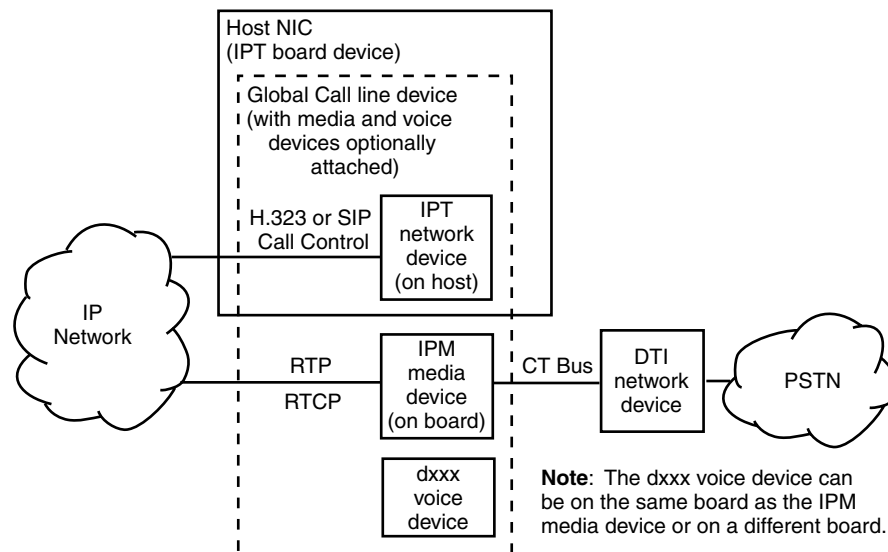 Host NIC
(IPT board device)
Global Call line device
(with media and voice
devices optionally
attached)
H.323 or SIP
Call Control
IPT
network
device
(on host)
IP
Network
RTP
RTCP
IPM
media
device
(on board)
CT Bus
DTI
network
device
PSTN
dxxx
voice
device
Note: The dxxx voice device can
be on the same board as the IPM
media device or on a different board.